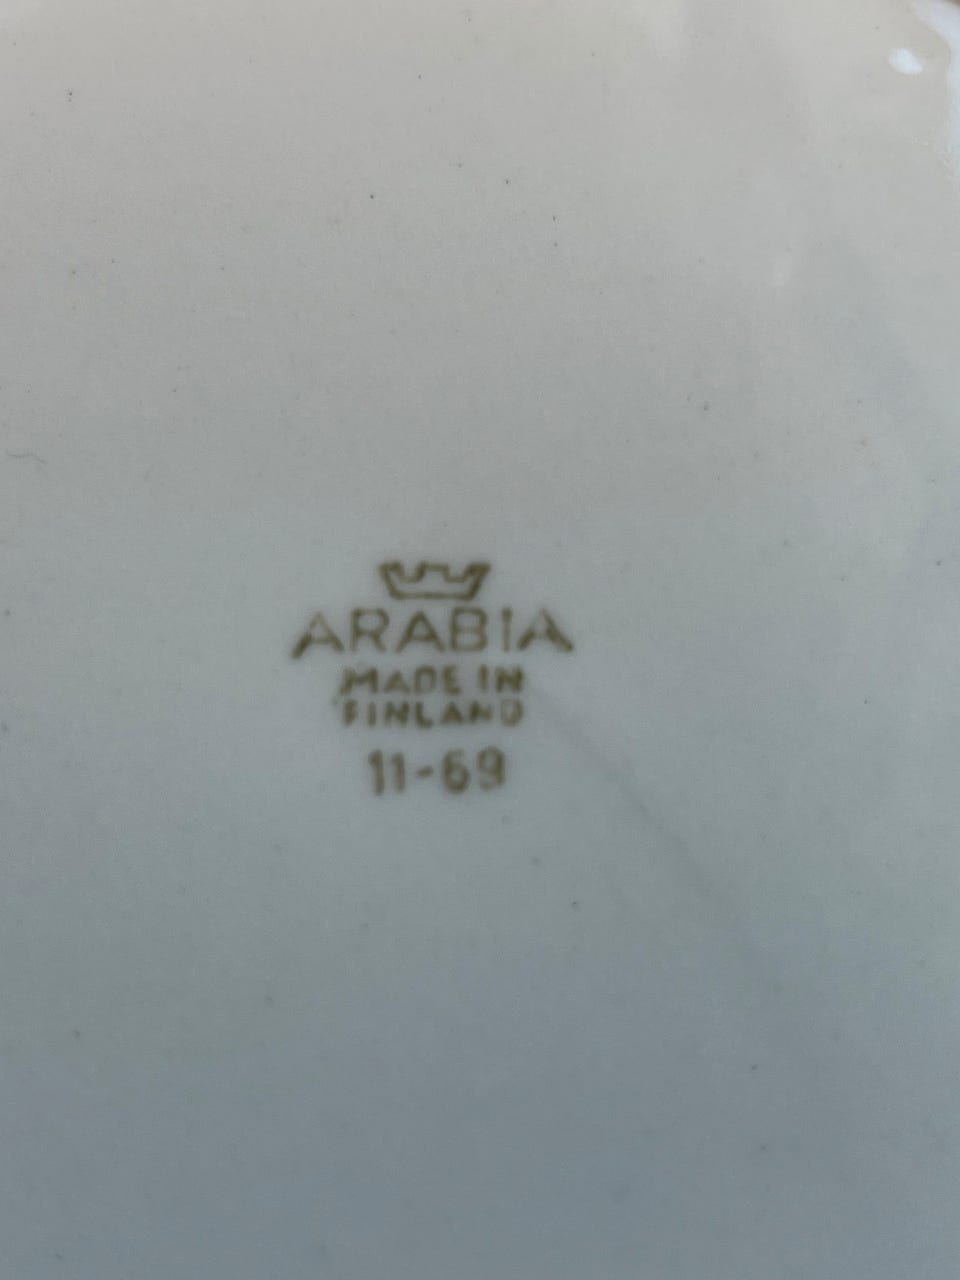 ARABIA
MADE IN
FINLAND
11-69